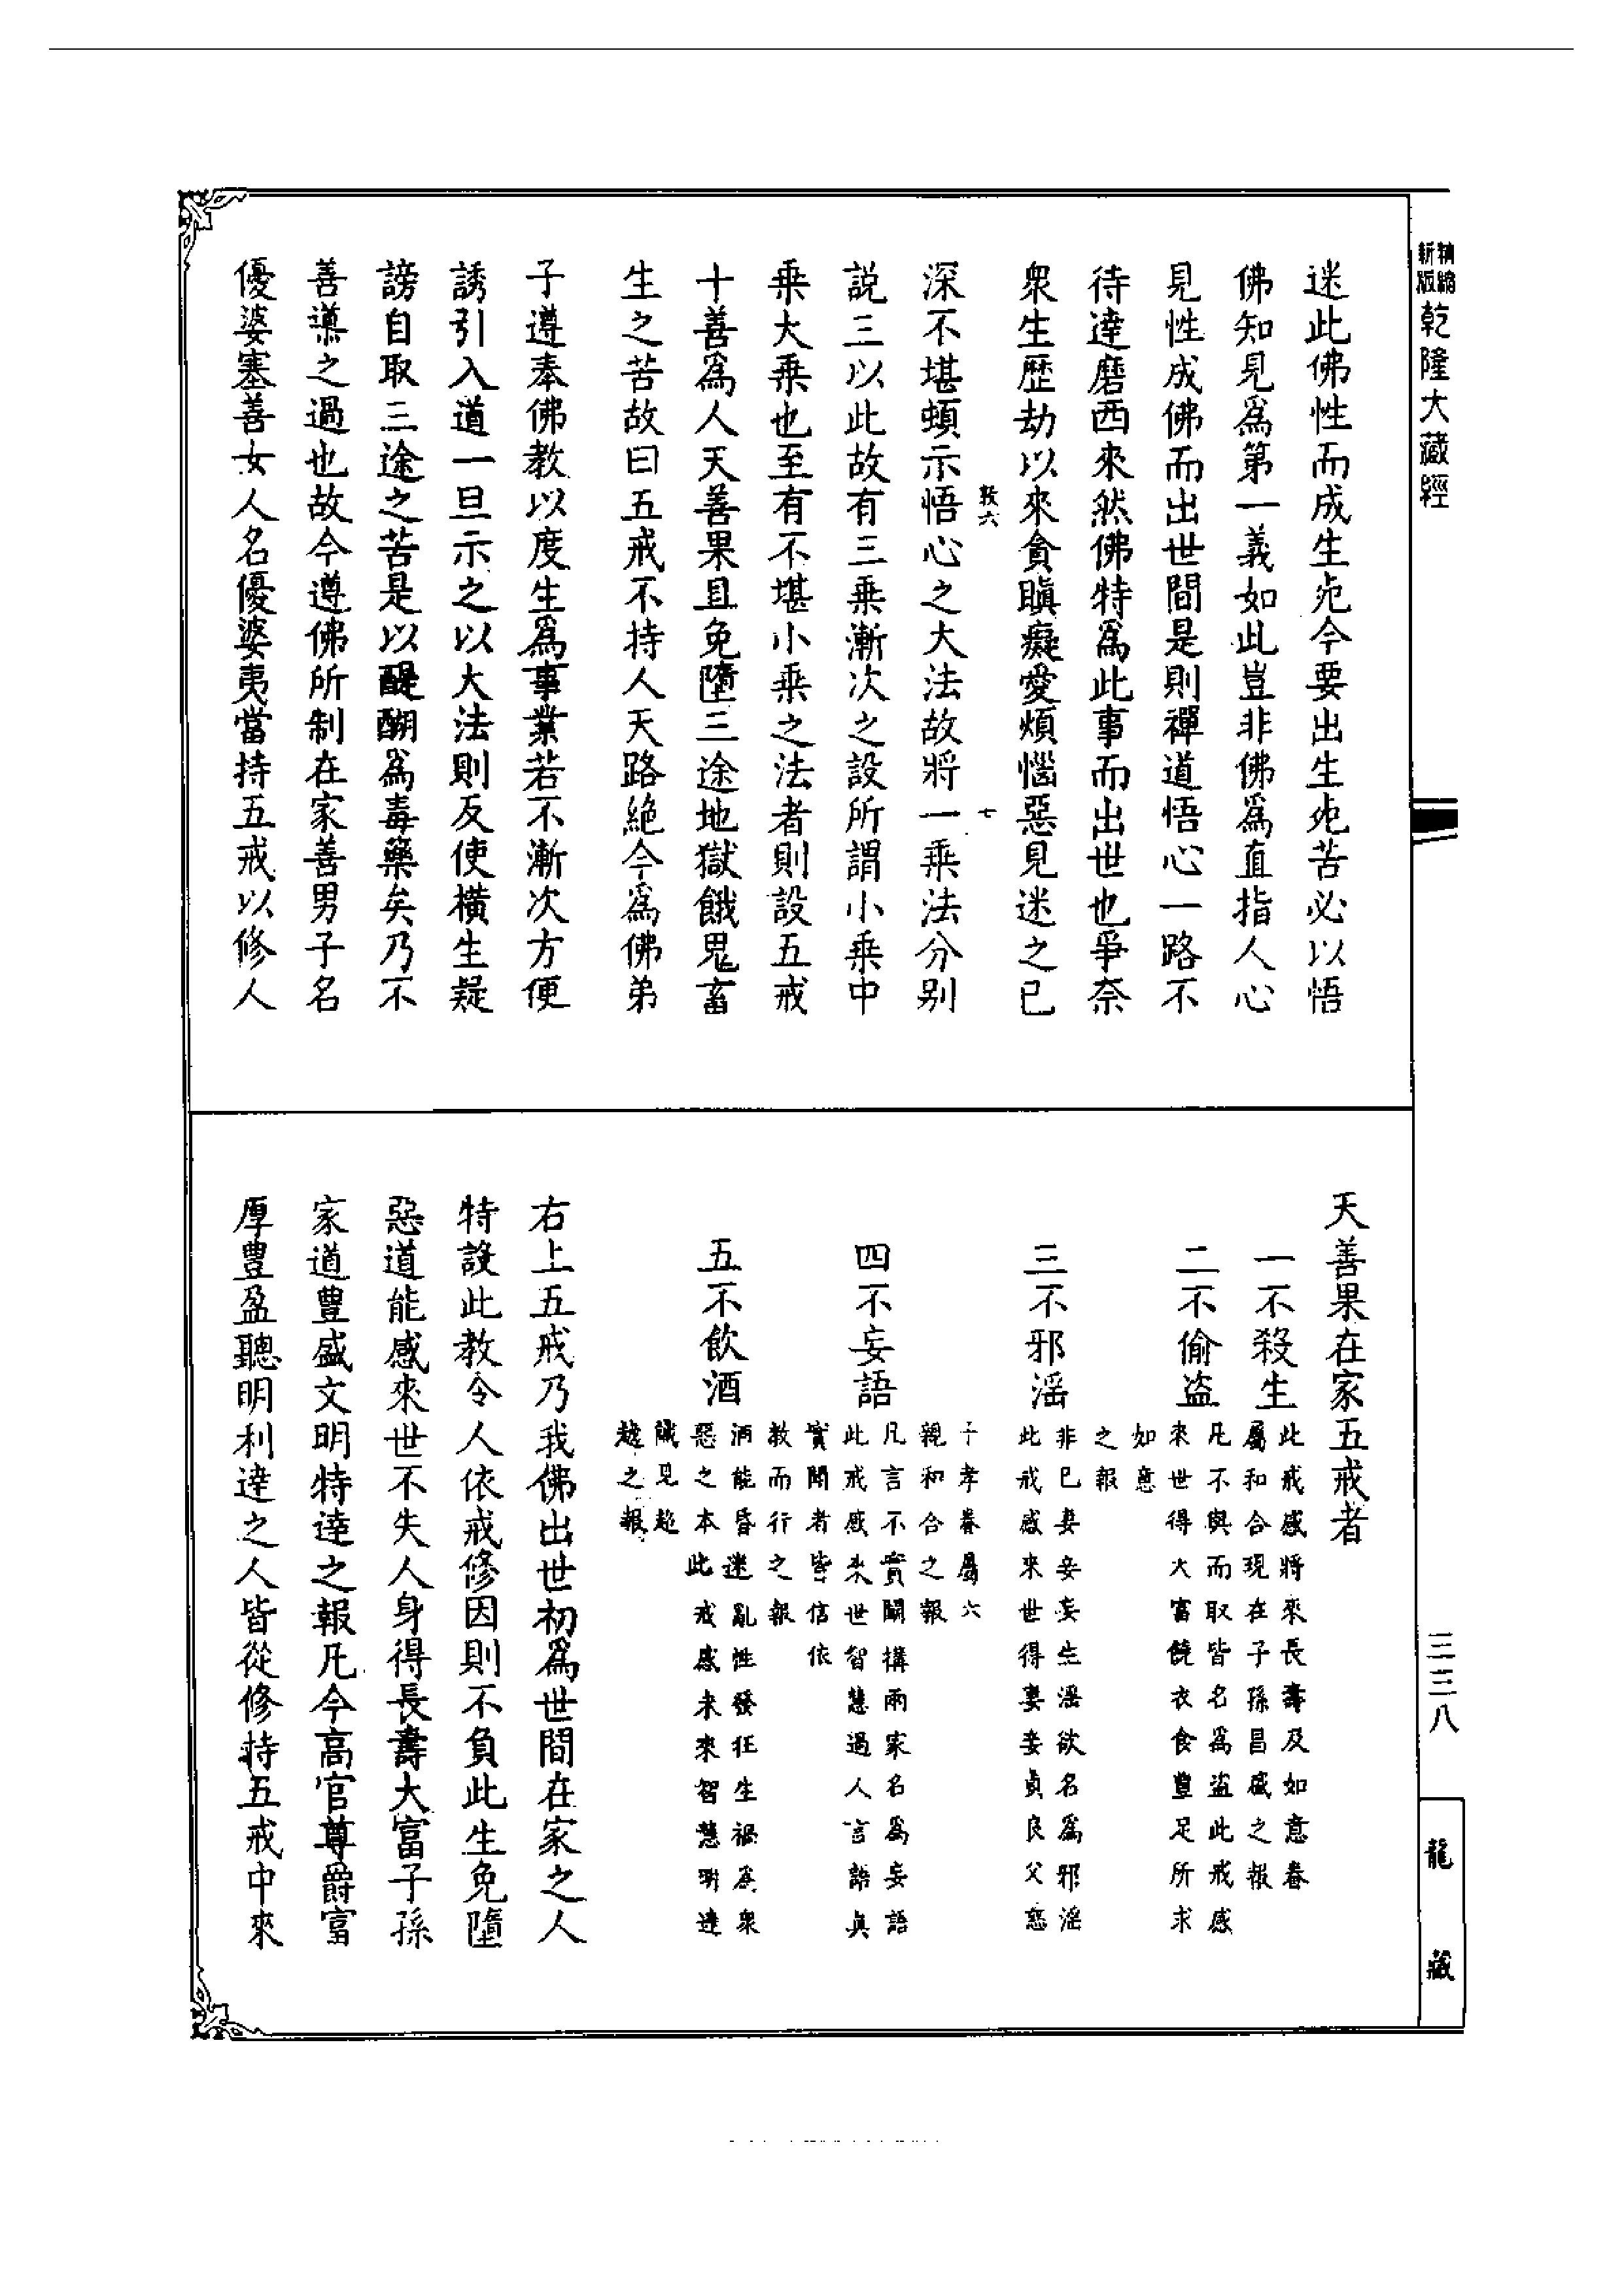 精縮新版乾隆大藏經
迷此佛性而成生死今要出生死苦必以悟
佛知見爲第一義如此豈非佛爲直指人心
見性成佛而出世間是則禪道悟心一路不
待達磨西來然佛特爲此事而出世也爭奈
衆生歷劫以來貪瞋癡愛煩惱惡見迷之已
七
深不堪頓示悟心之大法故將一乘法分别
說三以此故有三乘漸次之設所謂小乘中
乘大乘也至有不堪小乘之法者則設五戒
十善爲人天善果且免墮三途地獄餓鬼畜
生之苦故曰五戒不持人天路絶今爲佛弟
子遵奉佛教以度生爲事業若不漸次方便
誘引入道一旦示之以大法則反使橫生疑
謗自取三途之苦是以醍醐爲毒藥矣乃不
善導之過也故今遵佛所制在家善男子名
優婆塞善女人名優婆夷當持五戒以修人
天善果在家五戒者
一不殺生
此戒感將來長壽及如意眷
屬和合現在子孫昌盛之報
二不偷盗
凡不與而取皆名爲盗此戒感
來世得大富饒衣食豐足所求
如意
之報
三不邪淫
非已妻妾妄生淫欲名爲邪淫
此戒感來世得妻妾貞良父慈
子孝眷屬六
親和合之報
四不妄語
凡言不實鬬搆兩家名爲妄語
此戒感來世智慧過人言語真
實聞者皆信依
教而行之報
五不飲酒
酒能昏迷亂性發狂生禍爲衆
惡之本此戒感未來智慧明達
識見超
越之報
右上五戒乃我佛出世初爲世間在家之人
特設此教令人依戒修因則不負此生免墮
惡道能感來世不失人身得長壽大富子孫
家道豐盛文明特達之報凡今高官尊爵富
厚豐盈聰明利達之人皆從修持五戒中來
三三八
龍藏